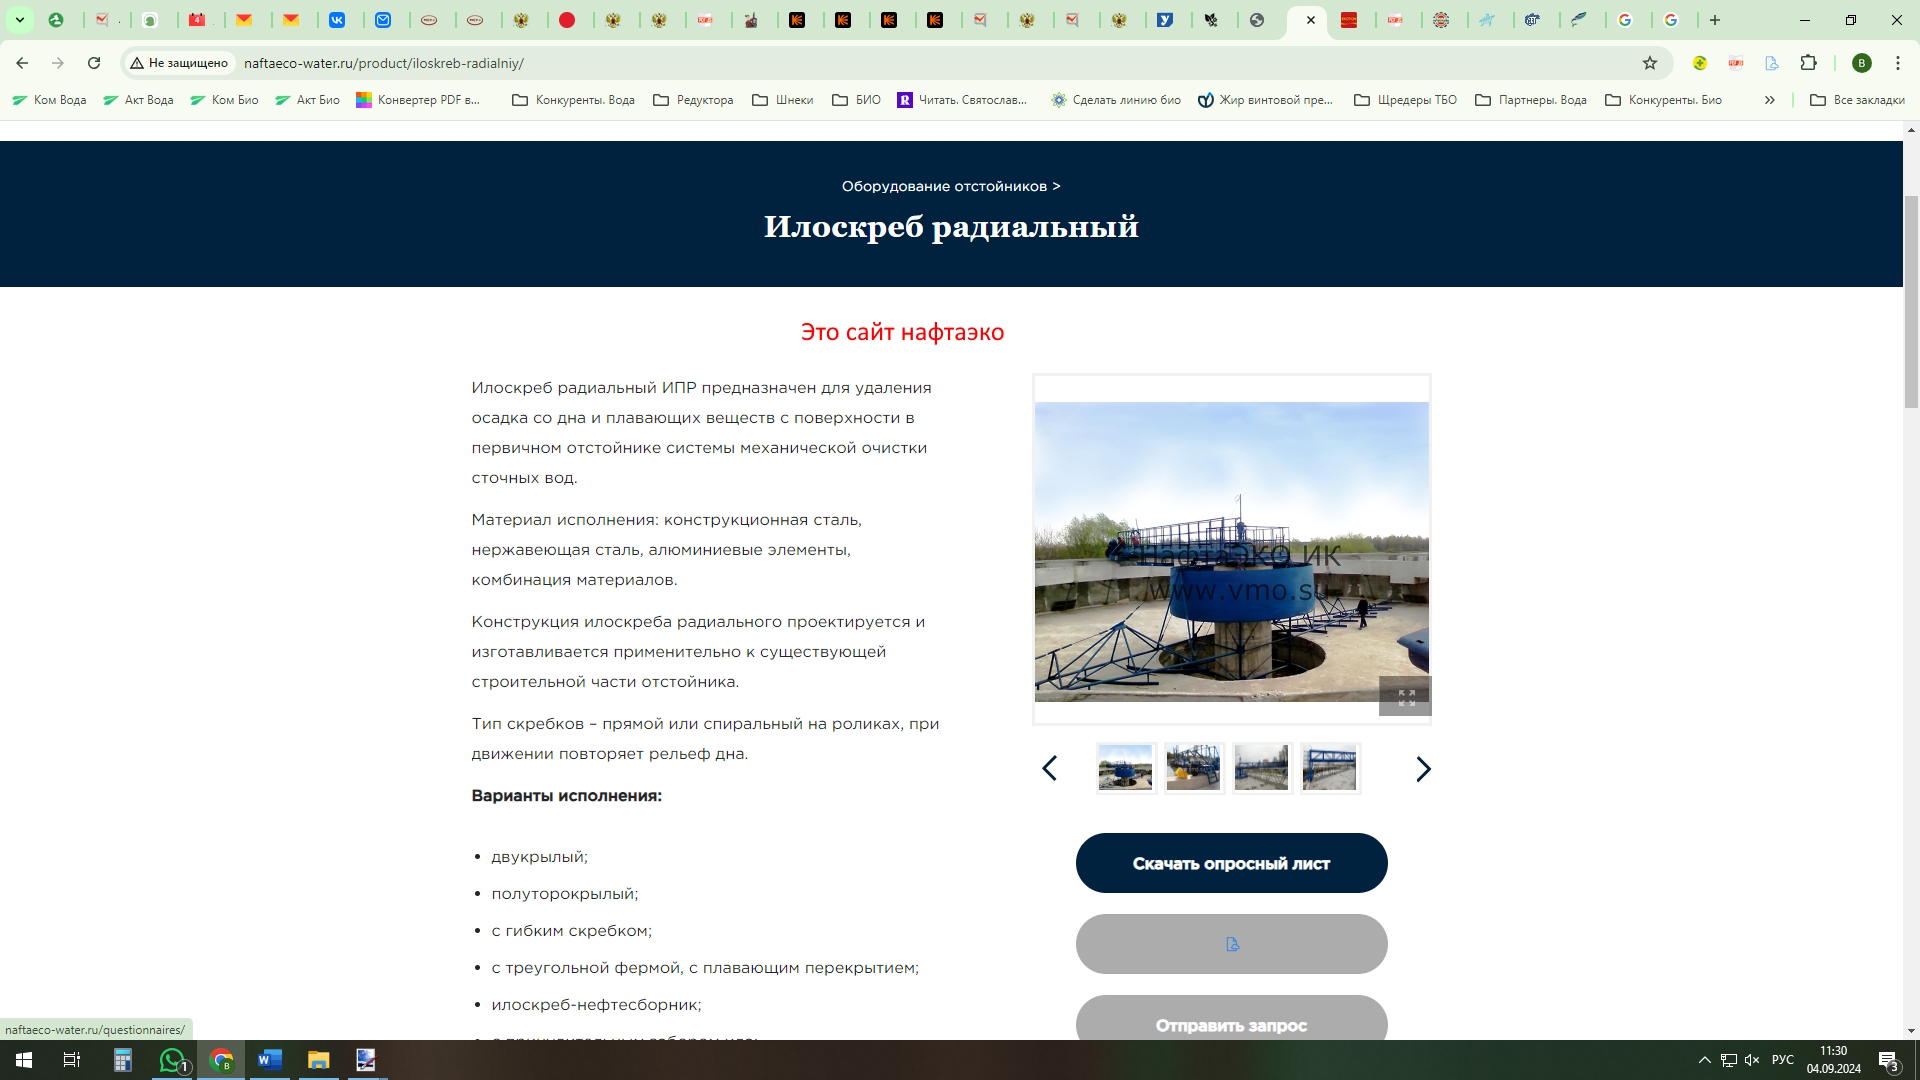 Не защищено
naftaeco-water.ru/product/iloskreb-radialniy/
Ком Вода
Акт Вода
Ком Био
Акт Био
Конвертер PDF в...
Конкуренты. Вода
Редуктора
Шнеки
БИО
Читать. Святослав...
Сделать линию био
Жир винтовой пре...
Щредеры ТБО
Партнеры. Вода
Конкуренты. Био
Все закладки
Оборудование отстойников >
Илоскреб радиальный
Это сайт нафтаэко
Илоскреб радиальный ИПР предназначен для удаления
осадка со дна и плавающих веществ с поверхности в
первичном отстойнике системы механической очистки
сточных вод.
Материал исполнения: конструкционная сталь,
нержавеющая сталь, алюминиевые элементы,
комбинация материалов.
Конструкция илоскреба радиального проектируется и
изготавливается применительно к существующей
строительной части отстойника.
Тип скребков – прямой или спиральный на роликах, при
движении повторяет рельеф дна.
Варианты исполнения:
• двукрылый;
• полуторокрылый;
• с гибким скребком;
• с треугольной фермой, с плавающим перекрытием;
• илоскреб-нефтесборник;
НафтаЭКО ИК
www.vmo.su
Скачать опросный лист
Отправить запрос
naftaeco-water.ru/questionnaires/
РУС
11:30
04.09.2024
3
1